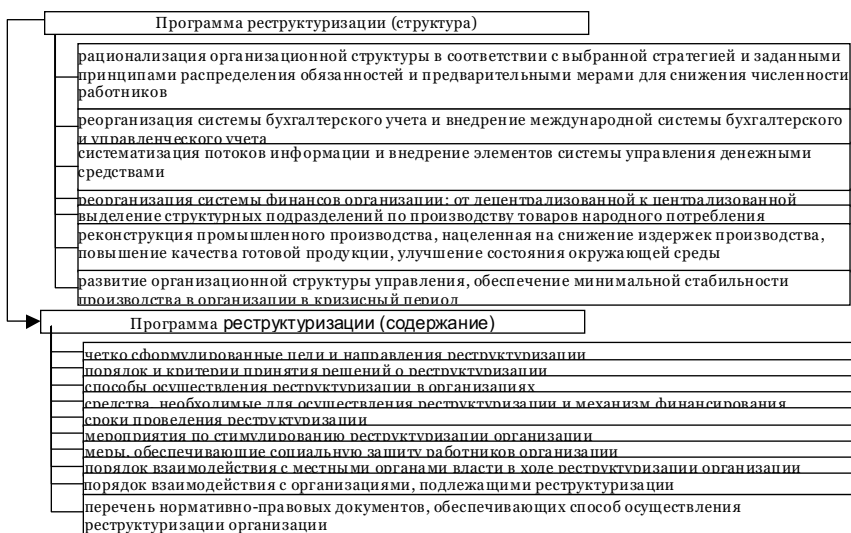 Программа реструктуризации (структура)
рационализация организационной структуры в соответствии с выбранной стратегией и заданными
принципами распределения обязанностей и предварительными мерами для снижения численности
работников
реорганизация системы бухгалтерского учета и внедрение международной системы бухгалтерского
и управленческого учета
систематизация потоков информации и внедрение элементов системы управления денежными
средствами
реорганизация системы финансов организации: от децентрализованной к централизованной
выделение структурных подразделений по производству товаров народного потребления
реконструкция промышленного производства, нацеленная на снижение издержек производства,
повышение качества готовой продукции, улучшение состояния окружающей среды
развитие организационной структуры управления, обеспечение минимальной стабильности
производства в организации в кризисный период
Программа реструктуризации (содержание)
четко сформулированные цели и направления реструктуризации
порядок и критерии принятия решений о реструктуризации
способы осуществления реструктуризации в организациях
средства, необходимые для осуществления реструктуризации и механизм финансирования
сроки проведения реструктуризации
мероприятия по стимулированию реструктуризации организации
меры, обеспечивающие социальную защиту работников организации
порядок взаимодействия с местными органами власти в ходе реструктуризации организации
порядок взаимодействия с организациями, подлежащими реструктуризации
перечень нормативно-правовых документов, обеспечивающих способ осуществления
реструктуризации организации